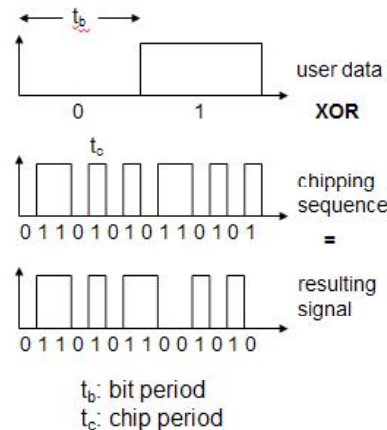 t_b
user data
0 1 XOR
t_c
chipping
sequence
0 1 1 0 1 0 1 0 1 1 0 1 0 1 =
resulting
signal
0 1 1 0 1 0 1 1 0 0 1 0 1 0
t_b: bit period
t_c: chip period